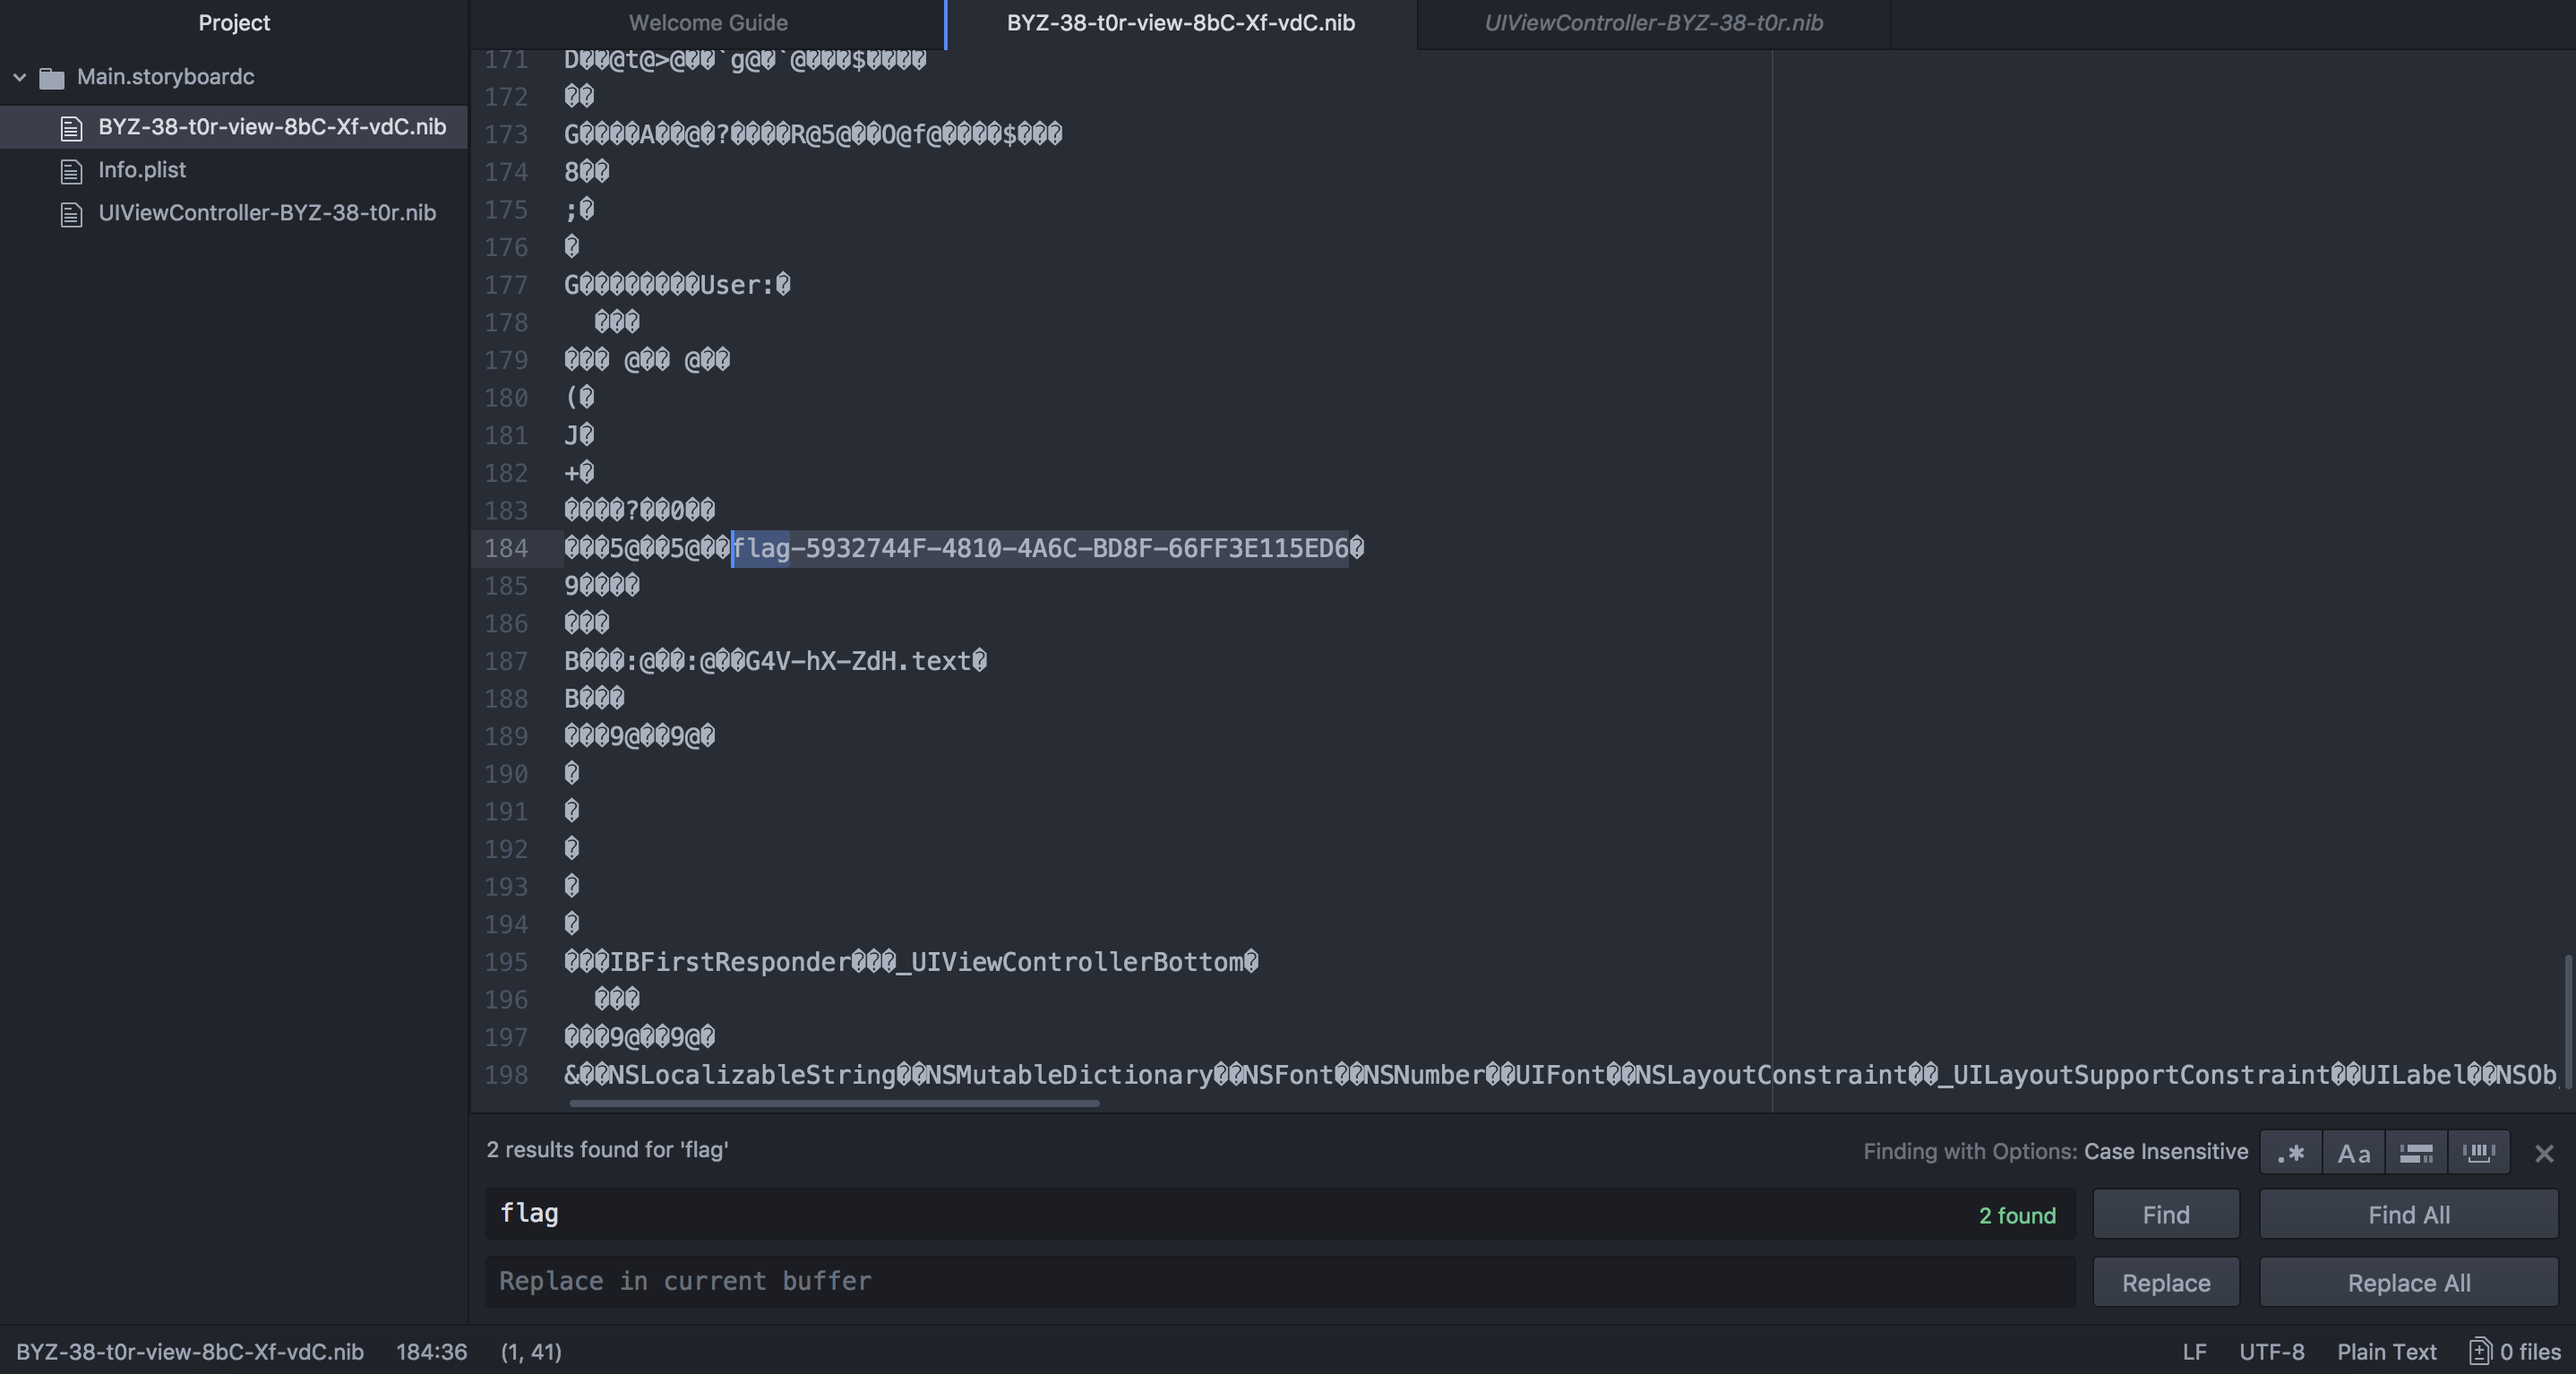 Project
Main.storyboardc
BYZ-38-t0r-view-8bC-Xf-vdC.nib
Info.plist
UIViewController-BYZ-38-t0r.nib
Welcome Guide
BYZ-38-t0r-view-8bC-Xf-vdC.nib
UIViewController-BYZ-38-t0r.nib
171 D��@t@>@��`g@�`@���$����
172 ��
173 G����A��@�?����R@5@��O@f@����$���
174 8��
175 ;�
176 �
177 G��������User:�
178 ���
179 ��� @�� @��
180 (�
181 J�
182 +�
183 ����?��0��
184 ���5@��5@��flag-5932744F-4810-4A6C-BD8F-66FF3E115ED6�
185 9����
186 ���
187 B���:@��:@��G4V-hX-ZdH.text�
188 B���
189 ���9@��9@�
190 �
191 �
192 �
193 �
194 �
195 ���IBFirstResponder���_UIViewControllerBottom�
196 ���
197 ���9@��9@�
198 &��NSLocalizableString��NSMutableDictionary��NSFont��NSNumber��UIFont��NSLayoutConstraint��_UILayoutSupportConstraint��UILabel��NSOb
2 results found for 'flag'
Finding with Options: Case Insensitive
.* Aa
flag
2 found
Find
Find All
Replace in current buffer
Replace
Replace All
BYZ-38-t0r-view-8bC-Xf-vdC.nib 184:36 (1, 41)
LF UTF-8 Plain Text 0 files